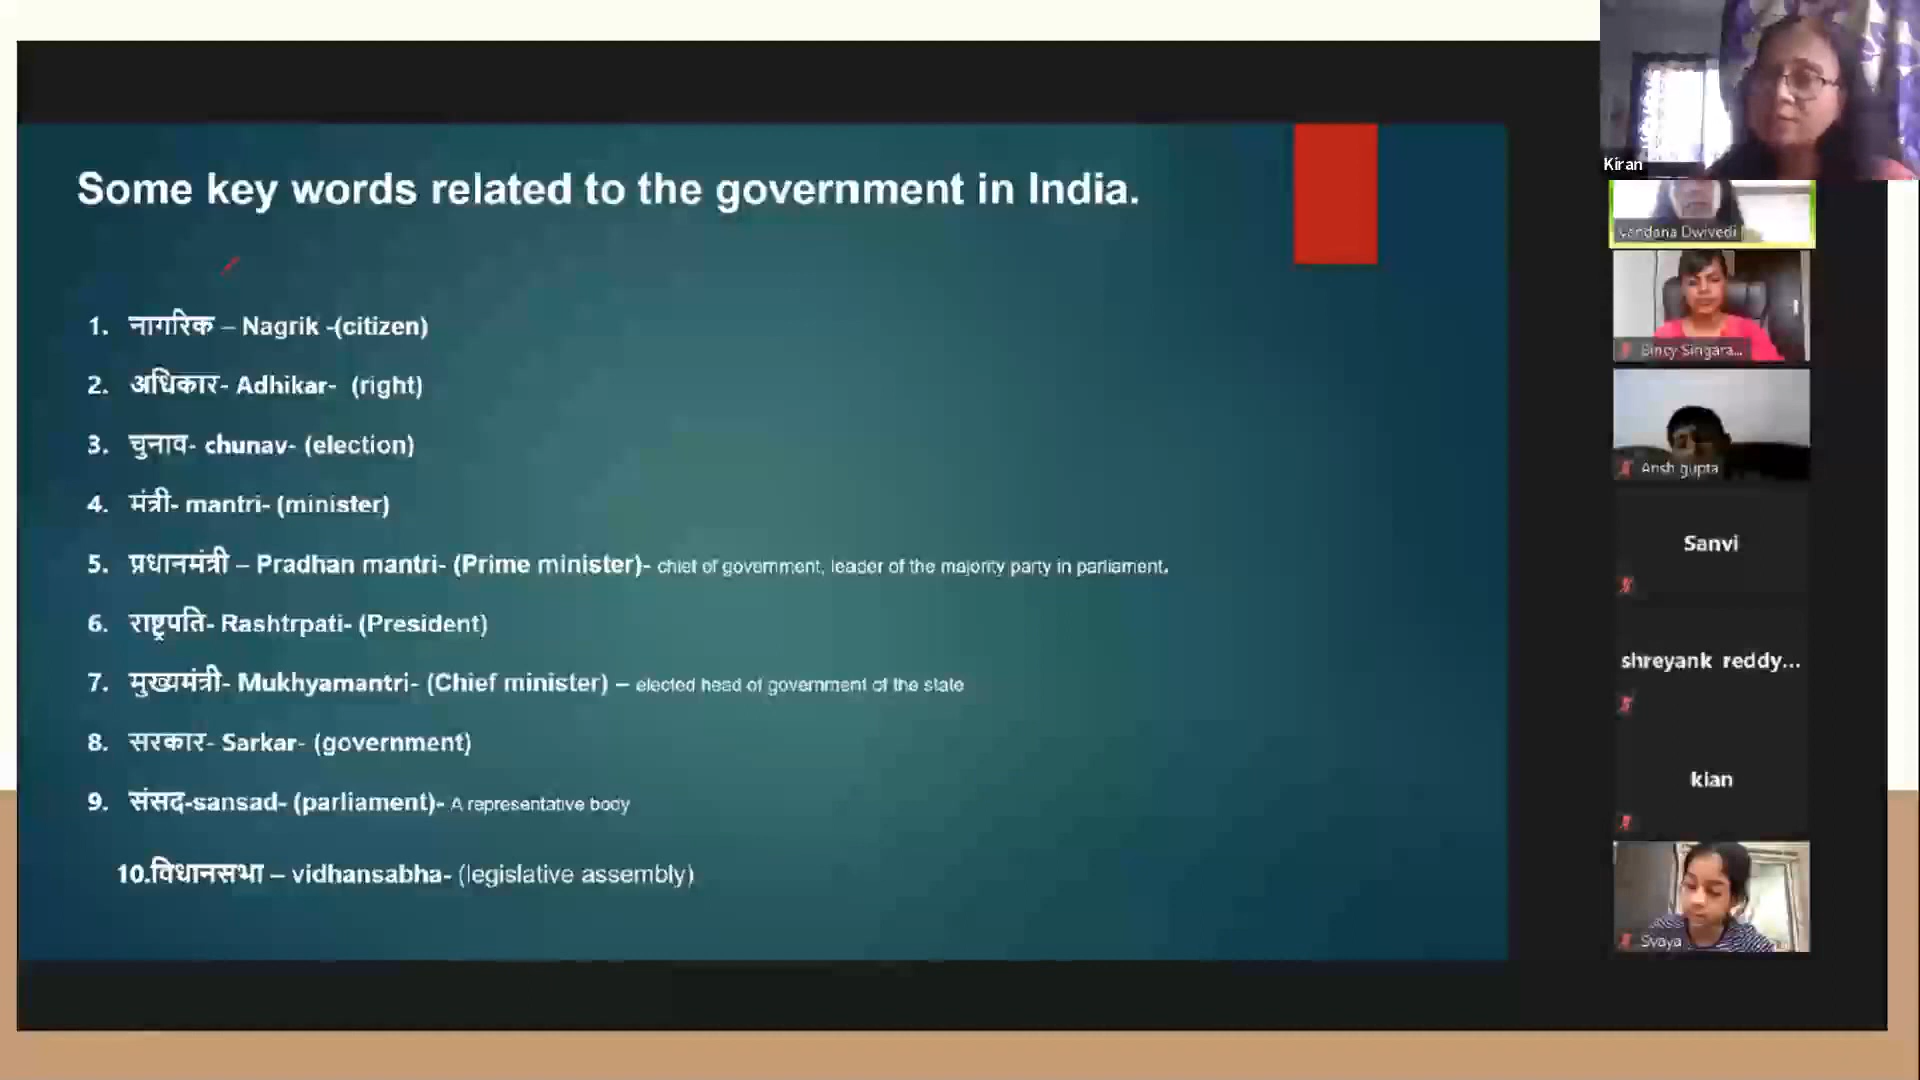 Some key words related to the government in India.
1. नागरिक – Nagrik -(citizen)
2. अधिकार- Adhikar- (right)
3. चुनाव- chunav- (election)
4. मंत्री- mantri- (minister)
5. प्रधानमंत्री – Pradhan mantri- (Prime minister)- chief of government, leader of the majority party in parliament.
6. राष्ट्रपति- Rashtrpati- (President)
7. मुख्यमंत्री- Mukhyamantri- (Chief minister) – elected head of government of the state
8. सरकार- Sarkar- (government)
9. संसद-sansad- (parliament)- A representative body
10.विधानसभा – vidhansabha- (legislative assembly)
Kiran
Vandana Dwivedi
Bincy Singara...
Ansh gupta
Sanvi
shreyank reddy...
kian
Svaya